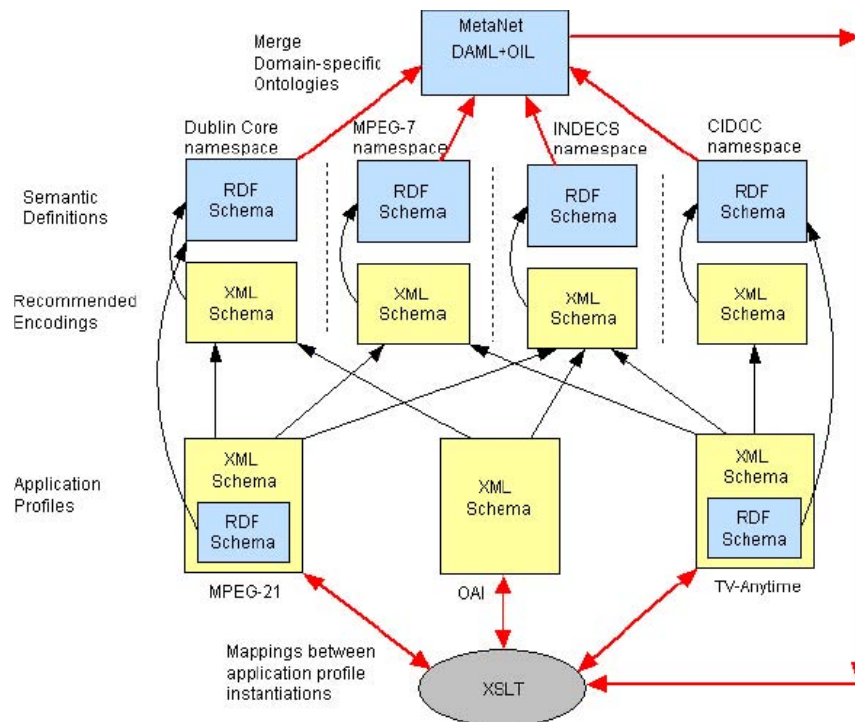 MetaNet
DAML+OIL
Merge
Domain-specific
Ontologies
Dublin Core
namespace
MPEG-7
namespace
INDECS
namespace
CIDOC
namespace
Semantic
Definitions
RDF
Schema
RDF
Schema
RDF
Schema
RDF
Schema
Recommended
Encodings
XML
Schema
XML
Schema
XML
Schema
XML
Schema
Application
Profiles
XML
Schema
RDF
Schema
MPEG-21
XML
Schema
OAI
XML
Schema
RDF
Schema
TV-Anytime
Mappings between
application profile
instantiations
XSLT